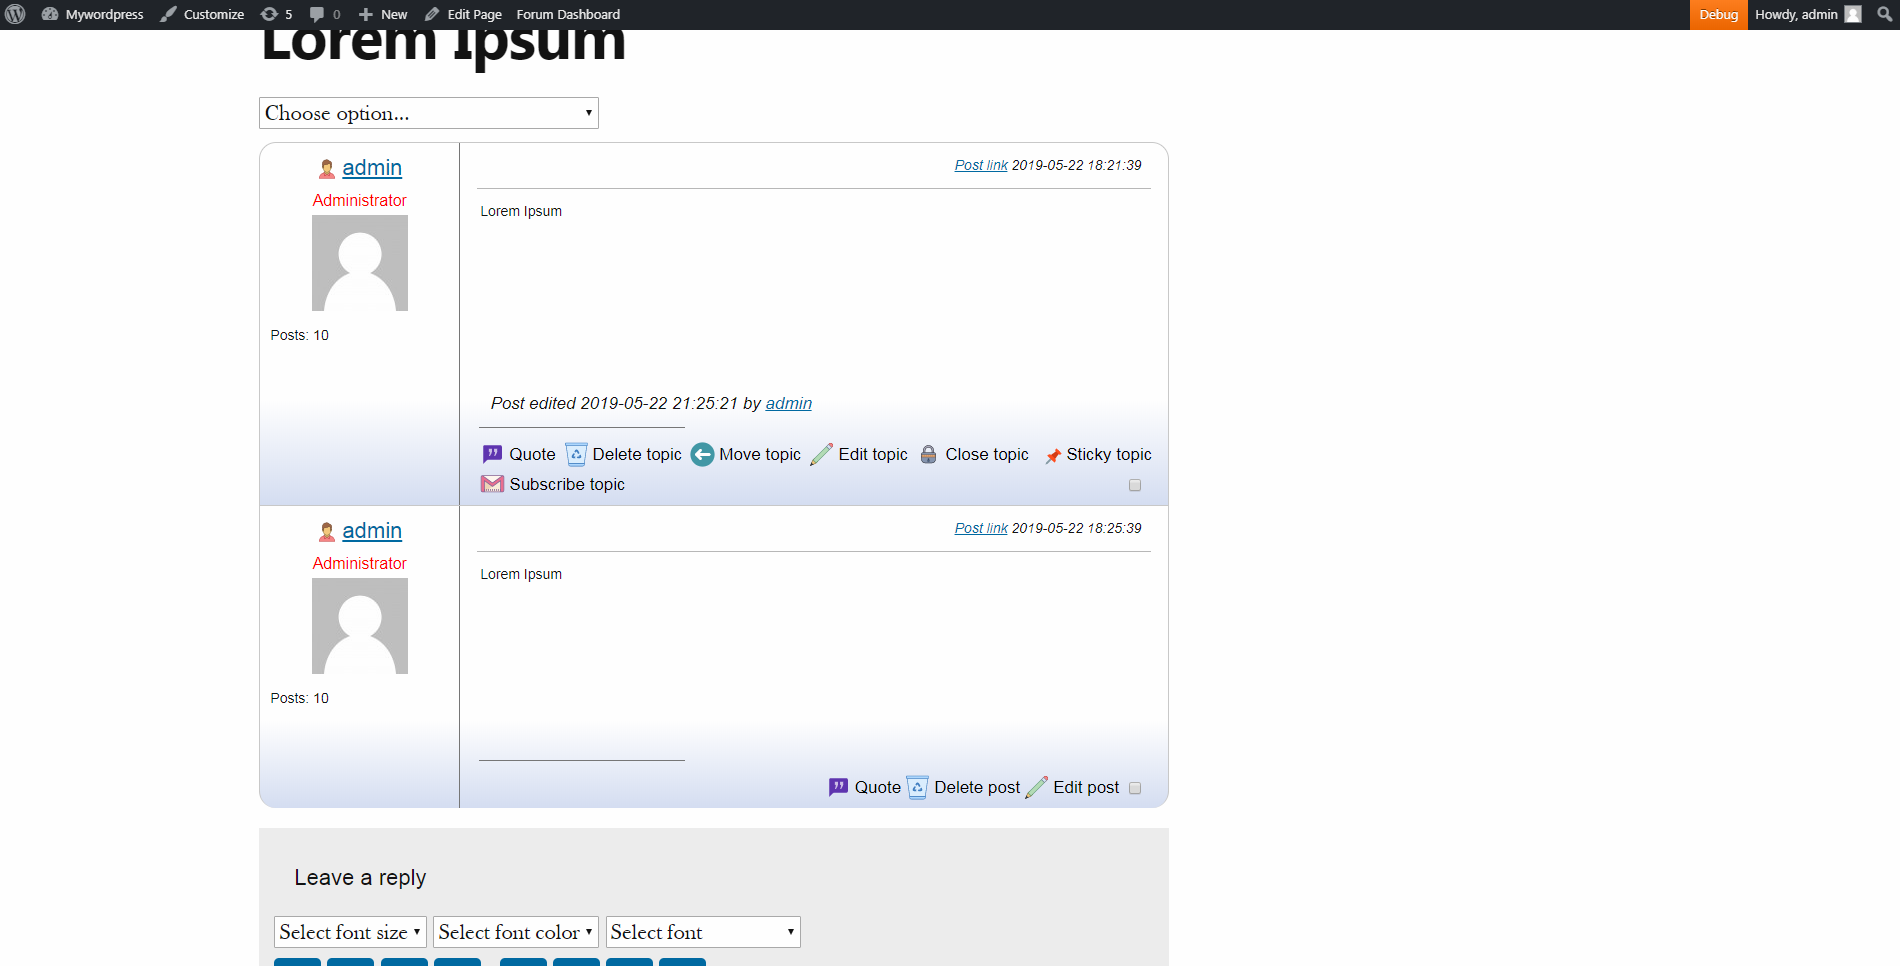 Mywordpress Customize 5 0 New Edit Page Forum Dashboard Debug Howdy, admin
Lorem Ipsum
Choose option...
admin
Post link 2019-05-22 18:21:39
Administrator
Lorem Ipsum
Posts: 10
Post edited 2019-05-22 21:25:21 by admin
Quote Delete topic Move topic Edit topic Close topic Sticky topic
Subscribe topic
admin
Post link 2019-05-22 18:25:39
Administrator
Lorem Ipsum
Posts: 10
Quote Delete post Edit post
Leave a reply
Select font size Select font color Select font